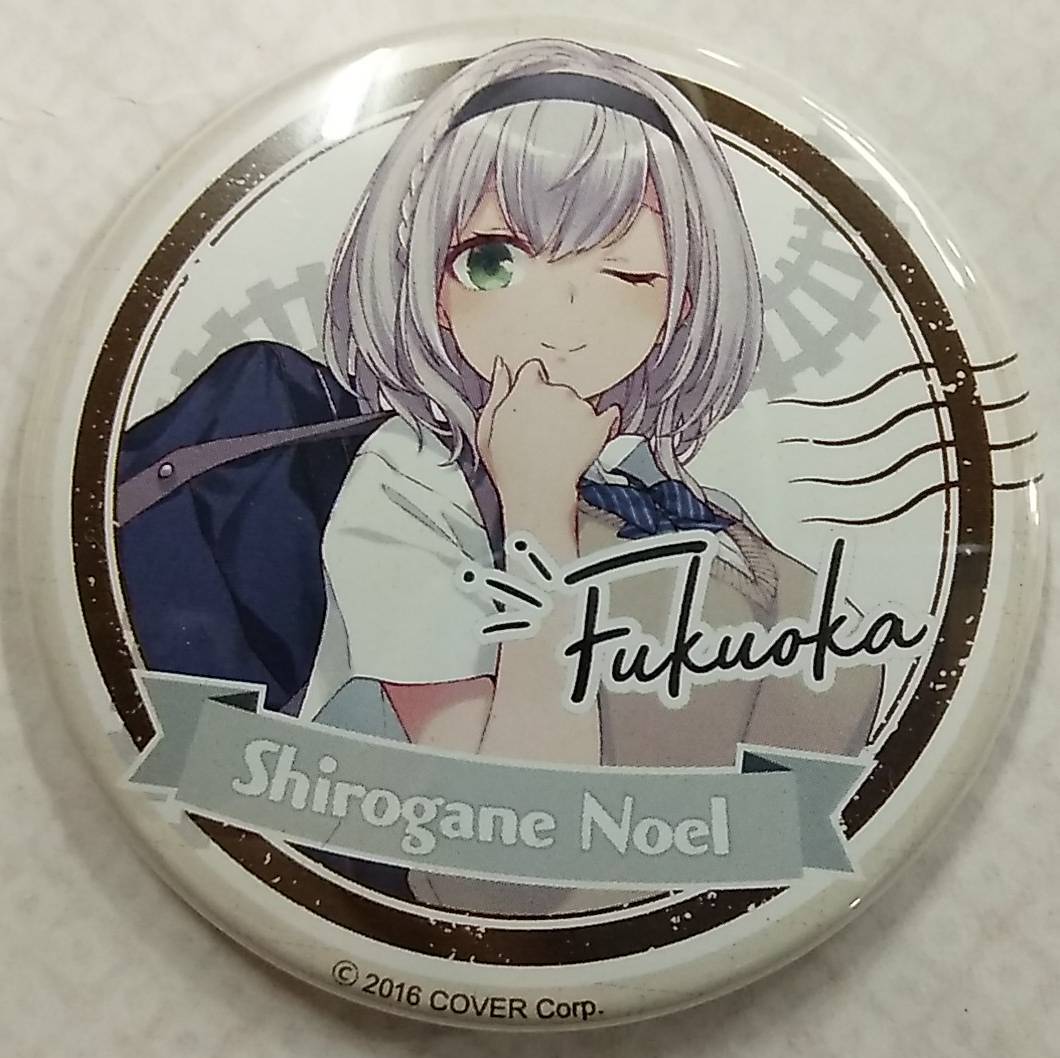 Fukuoka
Shirogane Noel
© 2016 COVER Corp.